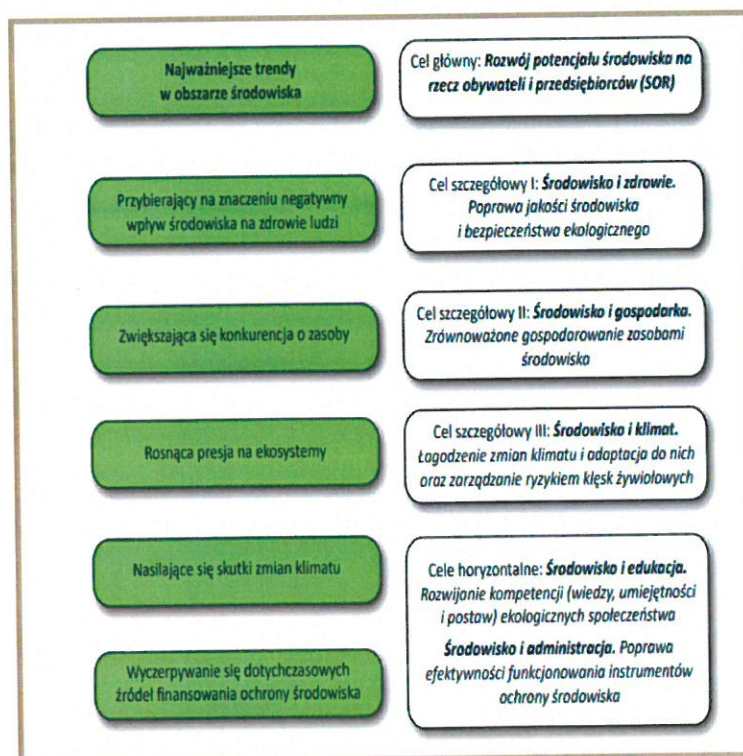 Najważniejsze trendy
w obszarze środowiska
Cel główny: Rozwój potencjału środowiska na
rzecz obywateli i przedsiębiorców (SOR)
Przybierający na znaczeniu negatywny
wpływ środowiska na zdrowie ludzi
Cel szczegółowy I: Środowisko i zdrowie.
Poprawa jakości środowiska
i bezpieczeństwa ekologicznego
Zwiększająca się konkurencja o zasoby
Cel szczegółowy II: Środowisko i gospodarka.
Zrównoważone gospodarowanie zasobami
środowiska
Rosnąca presja na ekosystemy
Cel szczegółowy III: Środowisko i klimat.
Łagodzenie zmian klimatu i adaptacja do nich
oraz zarządzanie ryzykiem klęsk żywiołowych
Nasilające się skutki zmian klimatu
Wyczerpywanie się dotychczasowych
źródeł finansowania ochrony środowiska
Cele horyzontalne: Środowisko i edukacja.
Rozwijanie kompetencji (wiedzy, umiejętności
i postaw) ekologicznych społeczeństwa
Środowisko i administracja. Poprawa
efektywności funkcjonowania instrumentów
ochrony środowiska